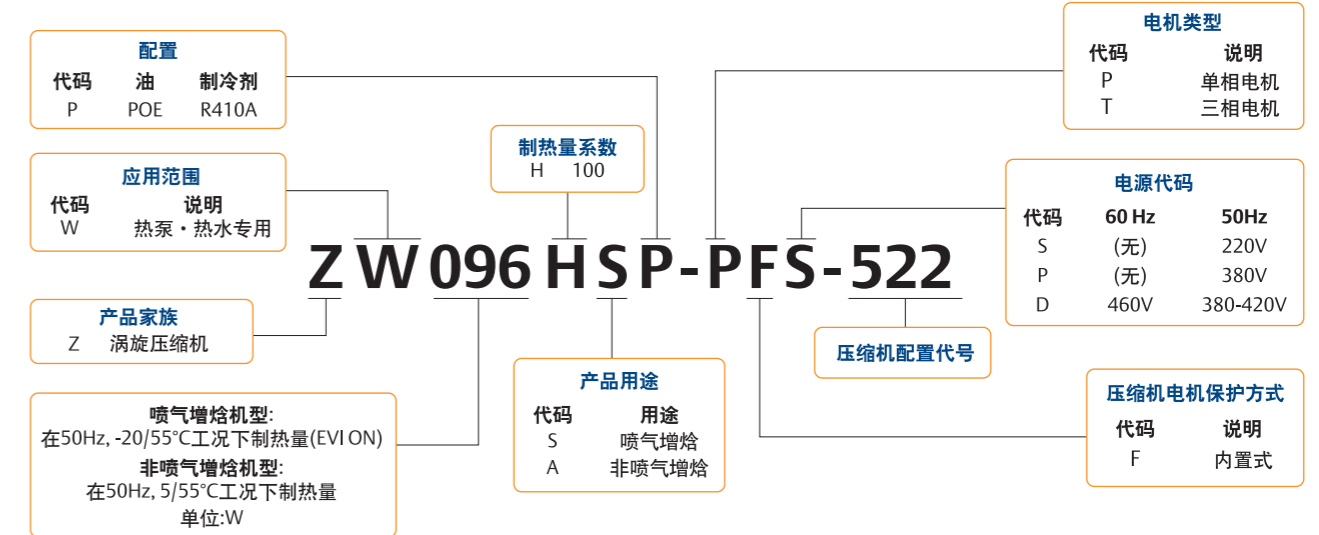 配置
代码 油 制冷剂
P POE R410A
应用范围
代码 说明
W 热泵・热水专用
产品家族
Z 涡旋压缩机
喷气增焓机型:
在50Hz, -20/55°C工况下制热量(EVI ON)
非喷气增焓机型:
在50Hz, 5/55°C工况下制热量
单位:W
制热量系数
H 100
ZW096HSP-PFS-522
产品用途
代码 用途
S 喷气增焓
A 非喷气增焓
压缩机配置代号
电机类型
代码 说明
P 单相电机
T 三相电机
电源代码
代码 60 Hz 50Hz
S (无) 220V
P (无) 380V
D 460V 380-420V
压缩机电机保护方式
代码 说明
F 内置式